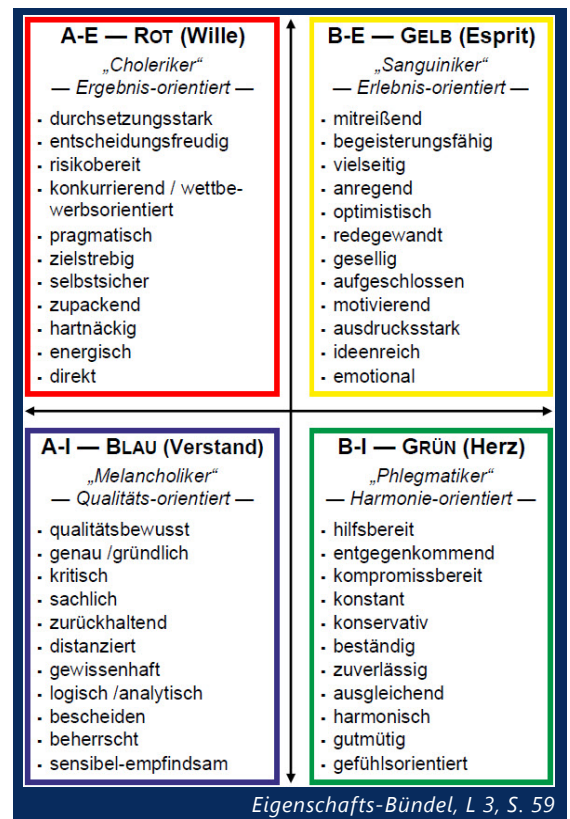 A-E — ROT (Wille)
„Choleriker“
— Ergebnis-orientiert —
- durchsetzungsstark
- entscheidungsfreudig
- risikobereit
- konkurrierend / wettbe-
werbsorientiert
- pragmatisch
- zielstrebig
- selbstsicher
- zupackend
- hartnäckig
- energisch
- direkt
B-E — GELB (Esprit)
„Sanguiniker“
— Erlebnis-orientiert —
- mitreißend
- begeisterungsfähig
- vielseitig
- anregend
- optimistisch
- redegewandt
- gesellig
- aufgeschlossen
- motivierend
- ausdrucksstark
- ideenreich
- emotional
A-I — BLAU (Verstand)
„Melancholiker“
— Qualitäts-orientiert —
- qualitätsbewusst
- genau /gründlich
- kritisch
- sachlich
- zurückhaltend
- distanziert
- gewissenhaft
- logisch /analytisch
- bescheiden
- beherrscht
- sensibel-empfindsam
B-I — GRÜN (Herz)
„Phlegmatiker“
— Harmonie-orientiert —
- hilfsbereit
- entgegenkommend
- kompromissbereit
- konstant
- konservativ
- beständig
- zuverlässig
- ausgleichend
- harmonisch
- gutmütig
- gefühlsorientiert
Eigenschafts-Bündel, L 3, S. 59